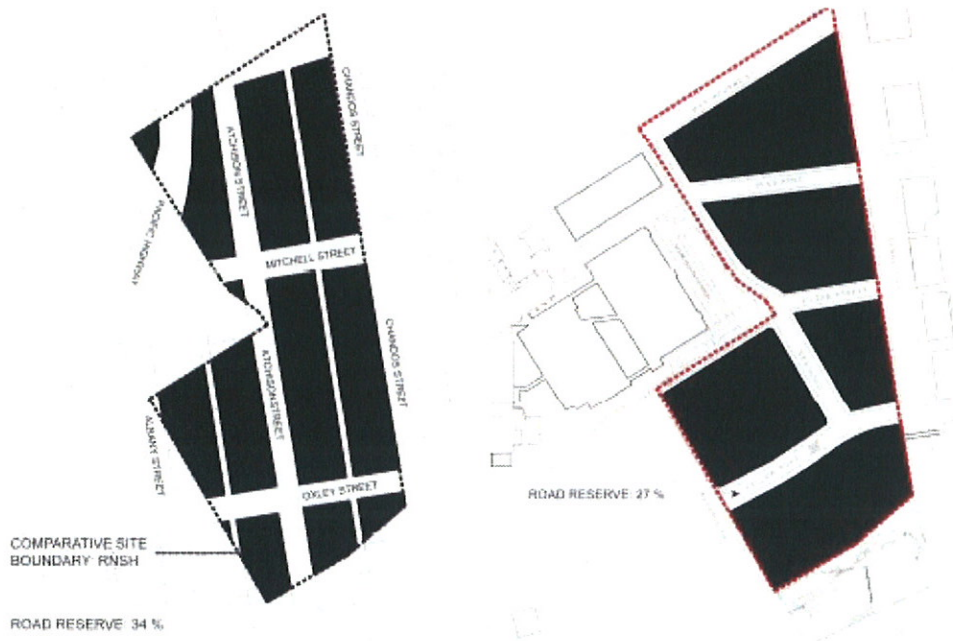 CHANDOS STREET
ATCHISON STREET
PACIFIC HIGHWAY
MITCHELL STREET
CHANDOS STREET
ATCHISON STREET
ALBANY STREET
OXLEY STREET
COMPARATIVE SITE
BOUNDARY: RNSH
ROAD RESERVE: 34 %
ROAD RESERVE: 27 %